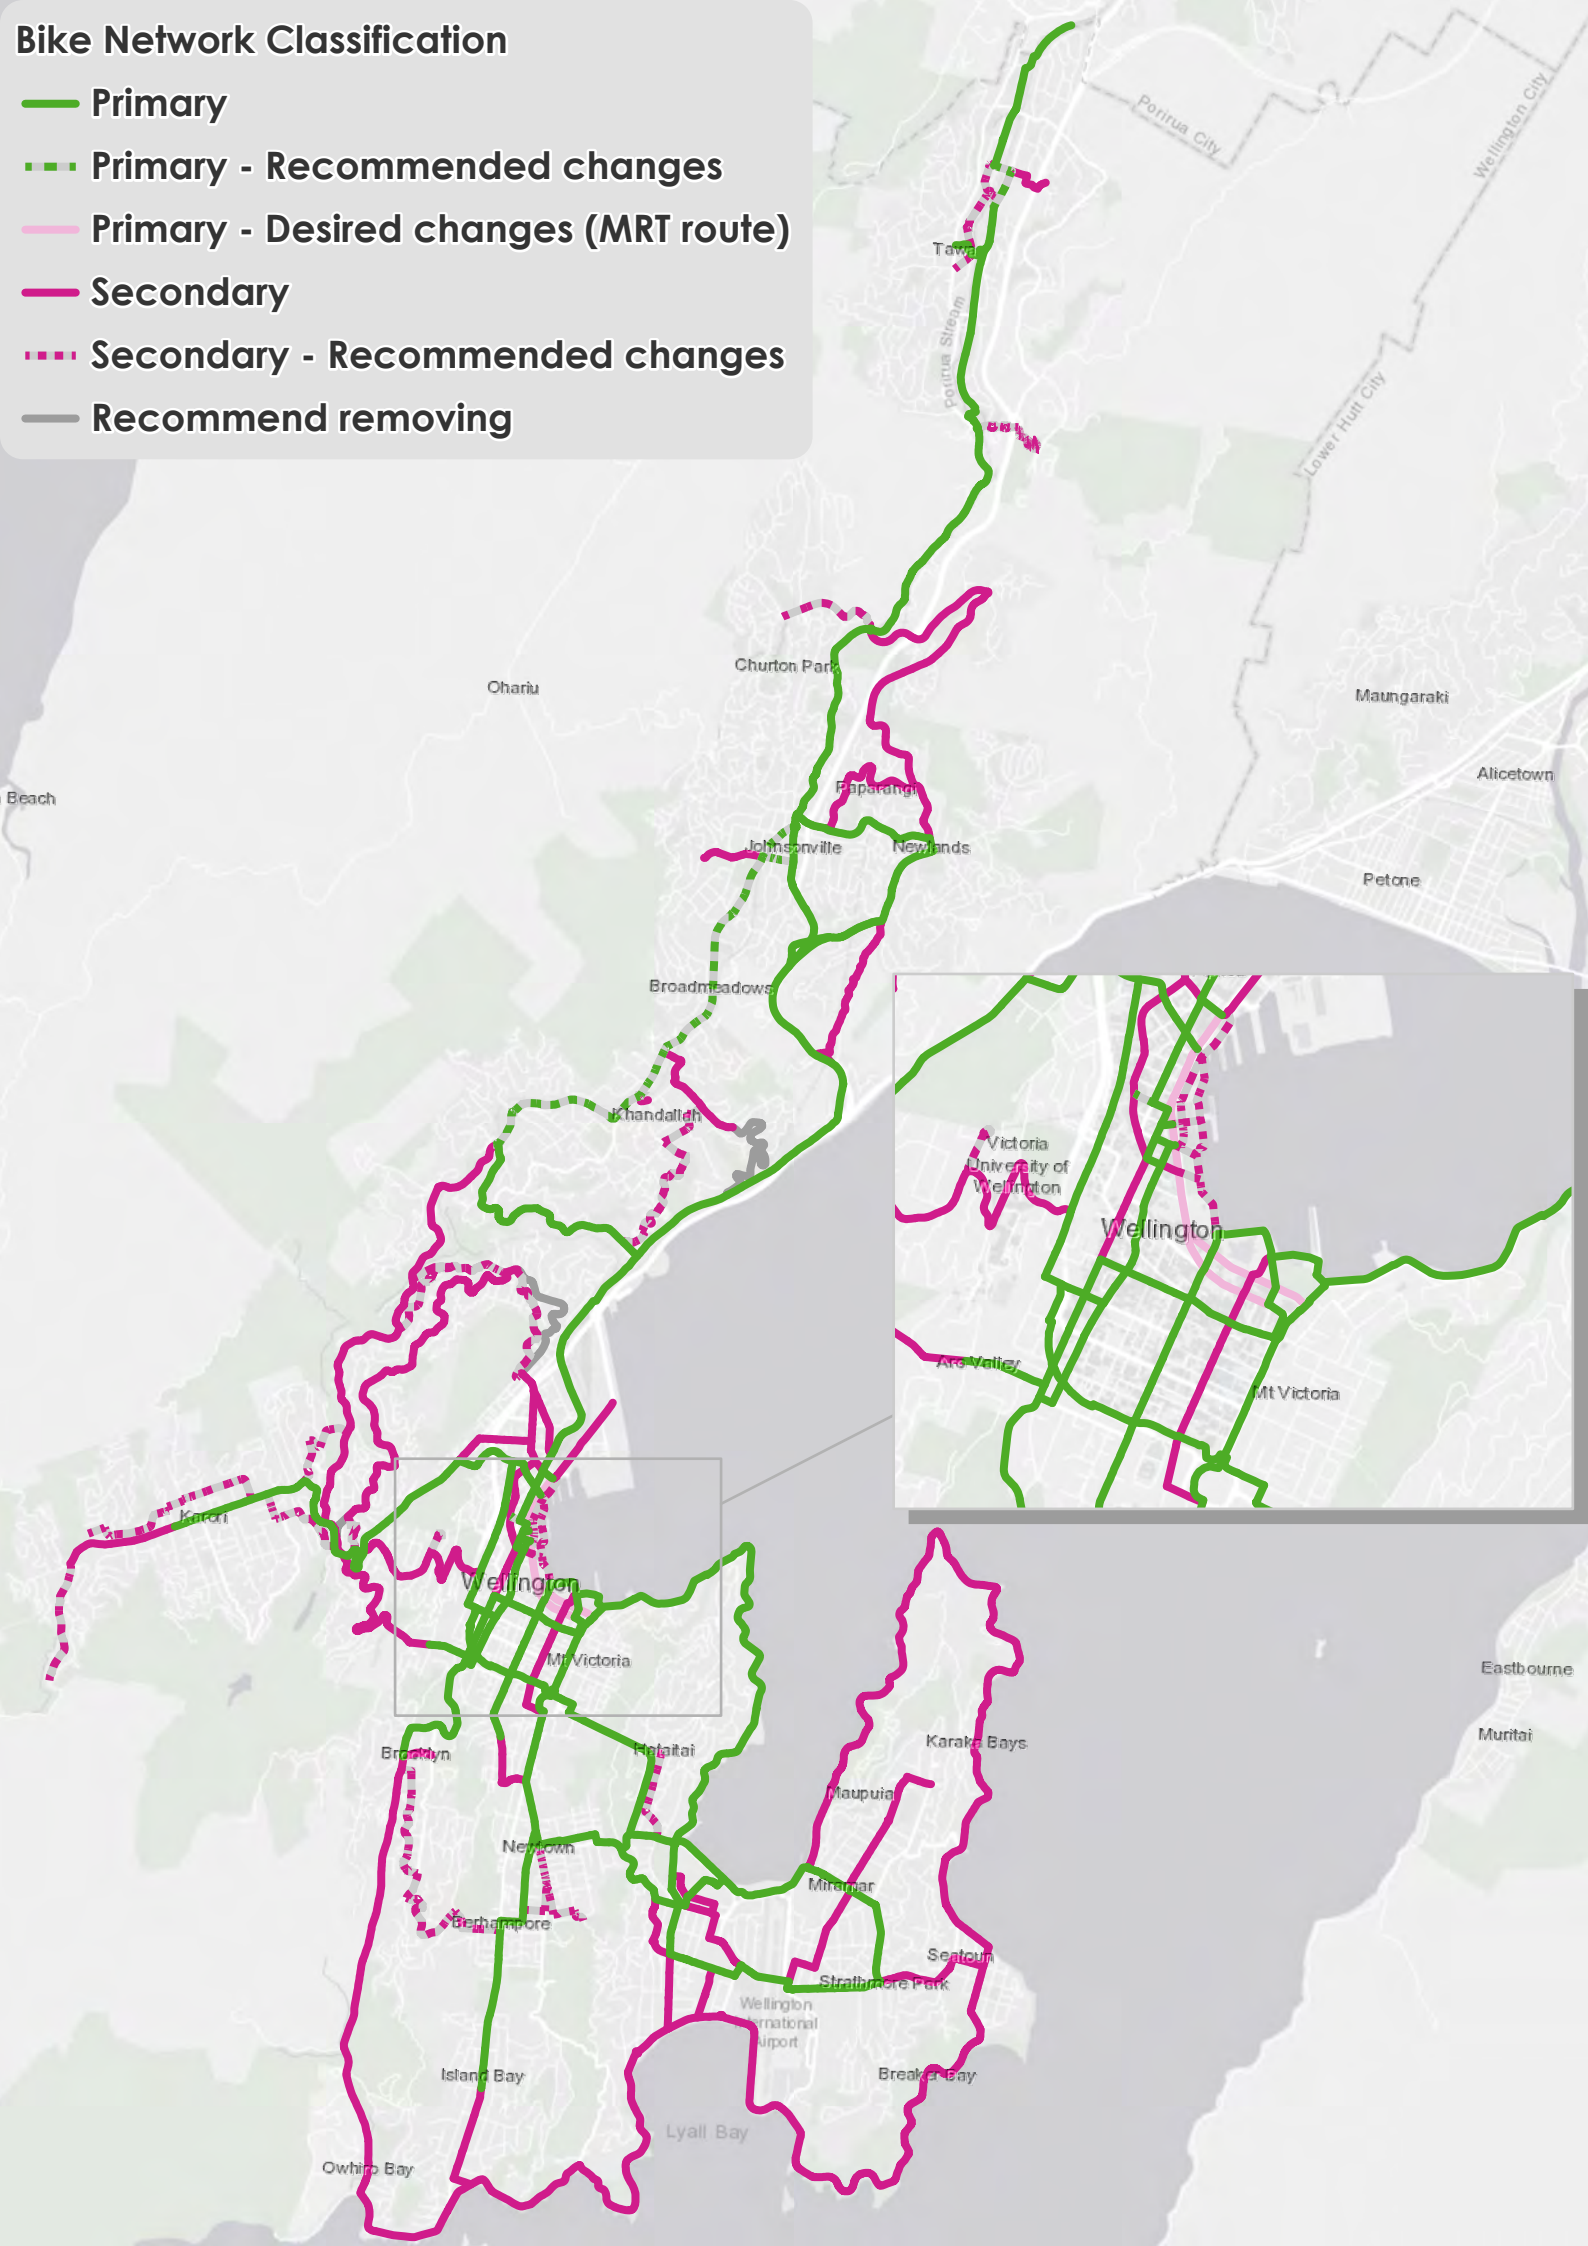 Bike Network Classification
Primary
Primary - Recommended changes
Primary - Desired changes (MRT route)
Secondary
Secondary - Recommended changes
Recommend removing
Porirua City
Wellington City
Tawa
Porirua Stream
Lower Hutt City
Churton Park
Ohariu
Maungaraki
Alicetown
Beach
Paparangi
Johnsonville
Newlands
Petone
Broadmeadows
Khandallah
Victoria
University of
Wellington
Wellington
Aro Valley
Mt Victoria
Karori
Wellington
Mt Victoria
Eastbourne
Muritai
Brooklyn
Hataitai
Karaka Bays
Maupuia
Newtown
Miramar
Berhampore
Seatoun
Strathmore Park
Wellington
International
Airport
Island Bay
Breaker Bay
Lyall Bay
Owhiro Bay